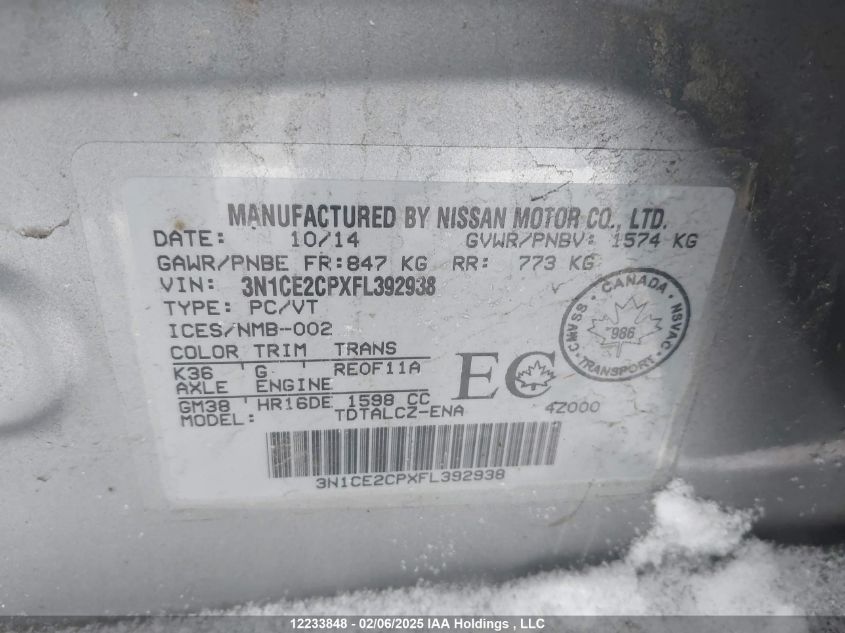 MANUFACTURED BY NISSAN MOTOR CO., LTD.
DATE: 10/14 GVWR/PNBV: 1574 KG
GAWR/PNBE FR:847 KG RR: 773 KG
VIN: 3N1CE2CPXFL392938
TYPE: PC/VT
ICES/NMB-002
COLOR TRIM TRANS
K36 G REOF11A
AXLE ENGINE
GM38 HR16DE 1598 CC
MODEL: TDTALCZ-ENA
EC
4Z000
CANADA
CMVSS 986 NSVAC
TRANSPORT
3N1CE2CPXFL392938
12233848 - 02/06/2025 IAA Holdings , LLC